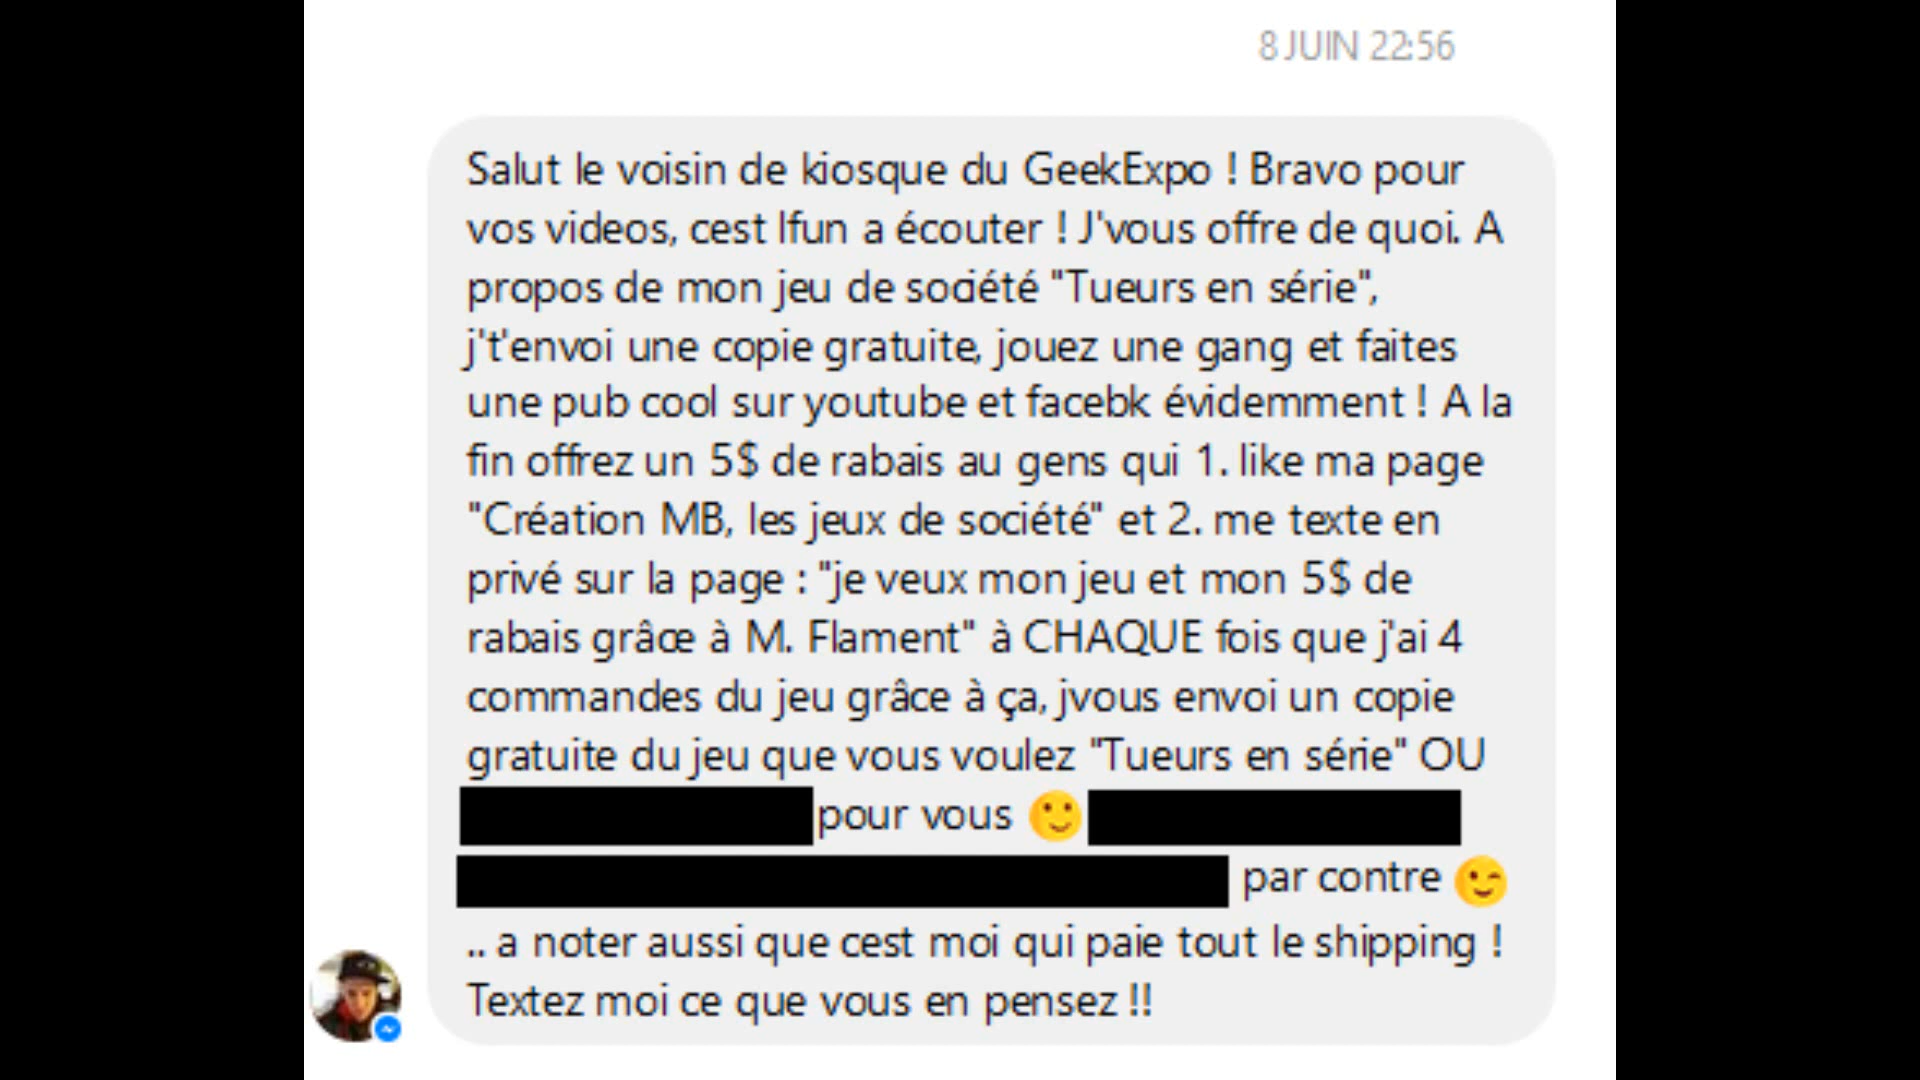 8 JUIN 22:56
Salut le voisin de kiosque du GeekExpo ! Bravo pour
vos videos, cest lfun a écouter ! J'vous offre de quoi. A
propos de mon jeu de société "Tueurs en série",
j't'envoi une copie gratuite, jouez une gang et faites
une pub cool sur youtube et facebk évidemment ! A la
fin offrez un 5$ de rabais au gens qui 1. like ma page
"Création MB, les jeux de société" et 2. me texte en
privé sur la page : "je veux mon jeu et mon 5$ de
rabais grâce à M. Flament" à CHAQUE fois que j'ai 4
commandes du jeu grâce à ça, jvous envoi un copie
gratuite du jeu que vous voulez "Tueurs en série" OU
pour vous 🙂
par contre 😉
.. a noter aussi que cest moi qui paie tout le shipping !
Textez moi ce que vous en pensez !!